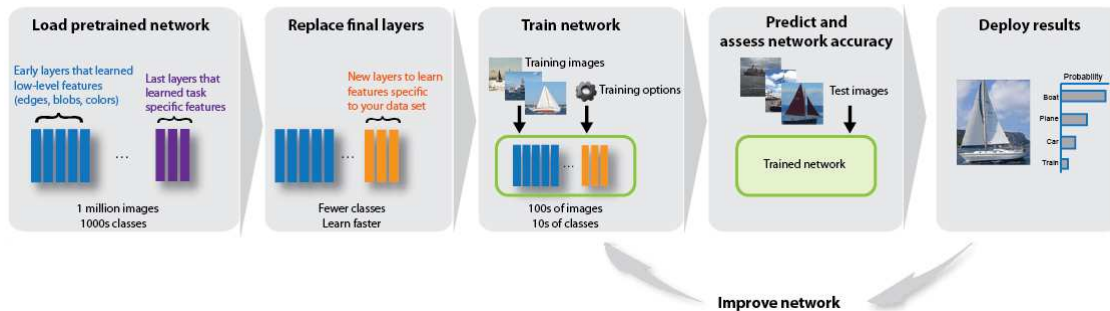 Load pretrained network
Early layers that learned
low-level features
(edges, blobs, colors)
Last layers that
learned task
specific features
...
1 million images
1000s classes
Replace final layers
New layers to learn
features specific
to your data set
...
Fewer classes
Learn faster
Train network
Training images
Training options
...
100s of images
10s of classes
Predict and
assess network accuracy
Test images
Trained network
Deploy results
Probability
Boat
Plane
Car
Train
Improve network